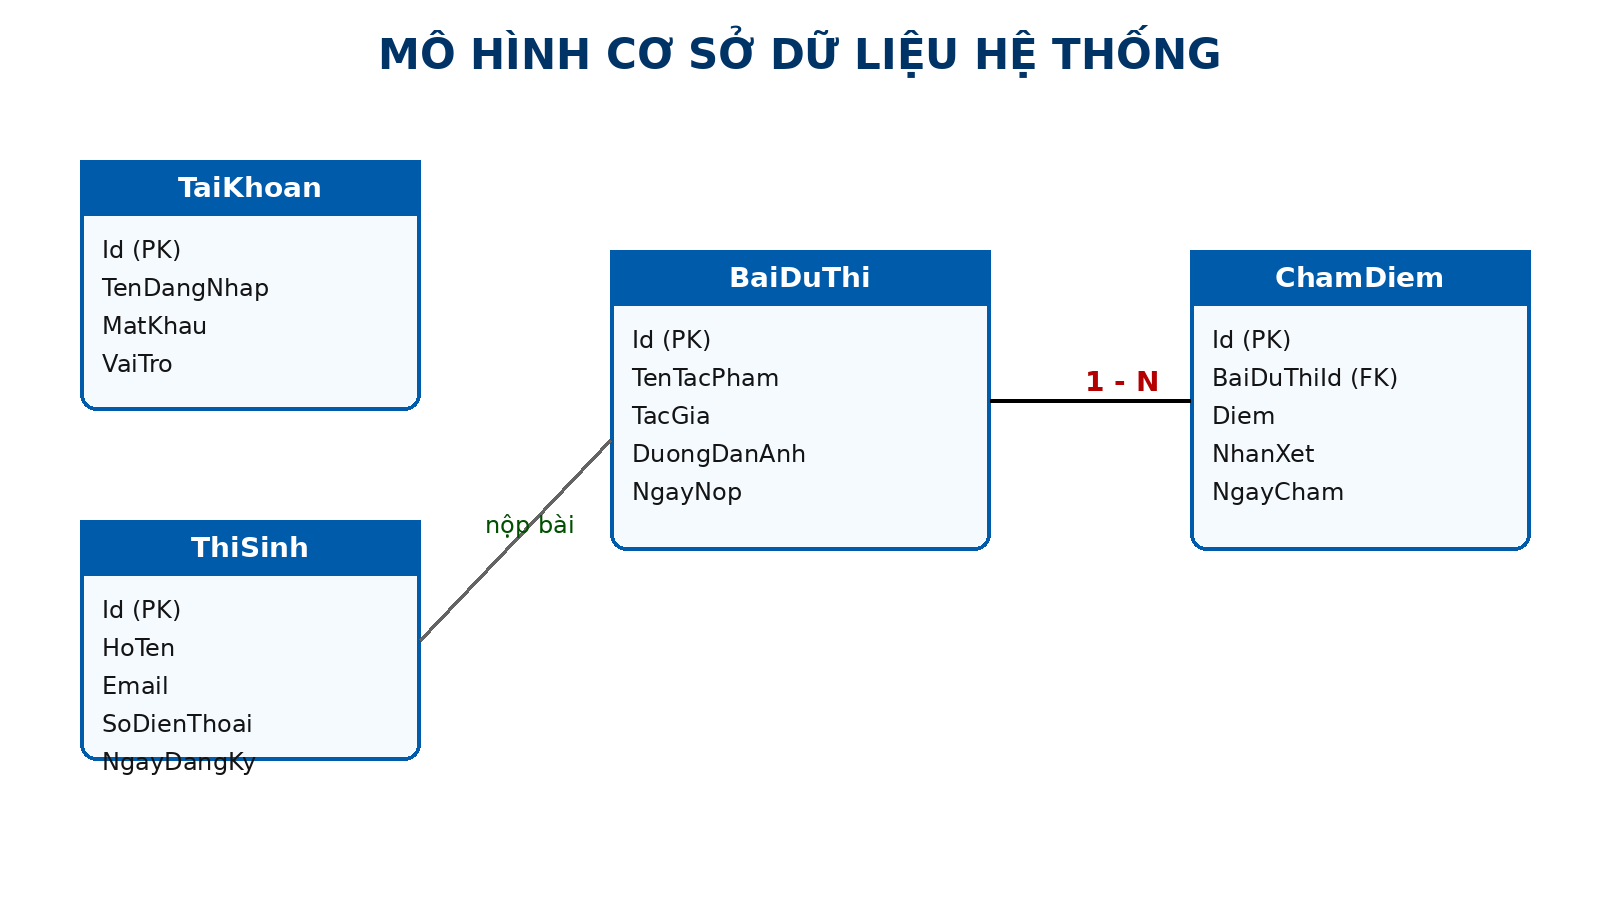 MÔ HÌNH CƠ SỞ DỮ LIỆU HỆ THỐNG
TaiKhoan
Id (PK)
TenDangNhap
MatKhau
VaiTro
ThiSinh
Id (PK)
HoTen
Email
SoDienThoai
NgayDangKy
nộp bài
BaiDuThi
Id (PK)
TenTacPham
TacGia
DuongDanAnh
NgayNop
1 - N
ChamDiem
Id (PK)
BaiDuThiId (FK)
Diem
NhanXet
NgayCham